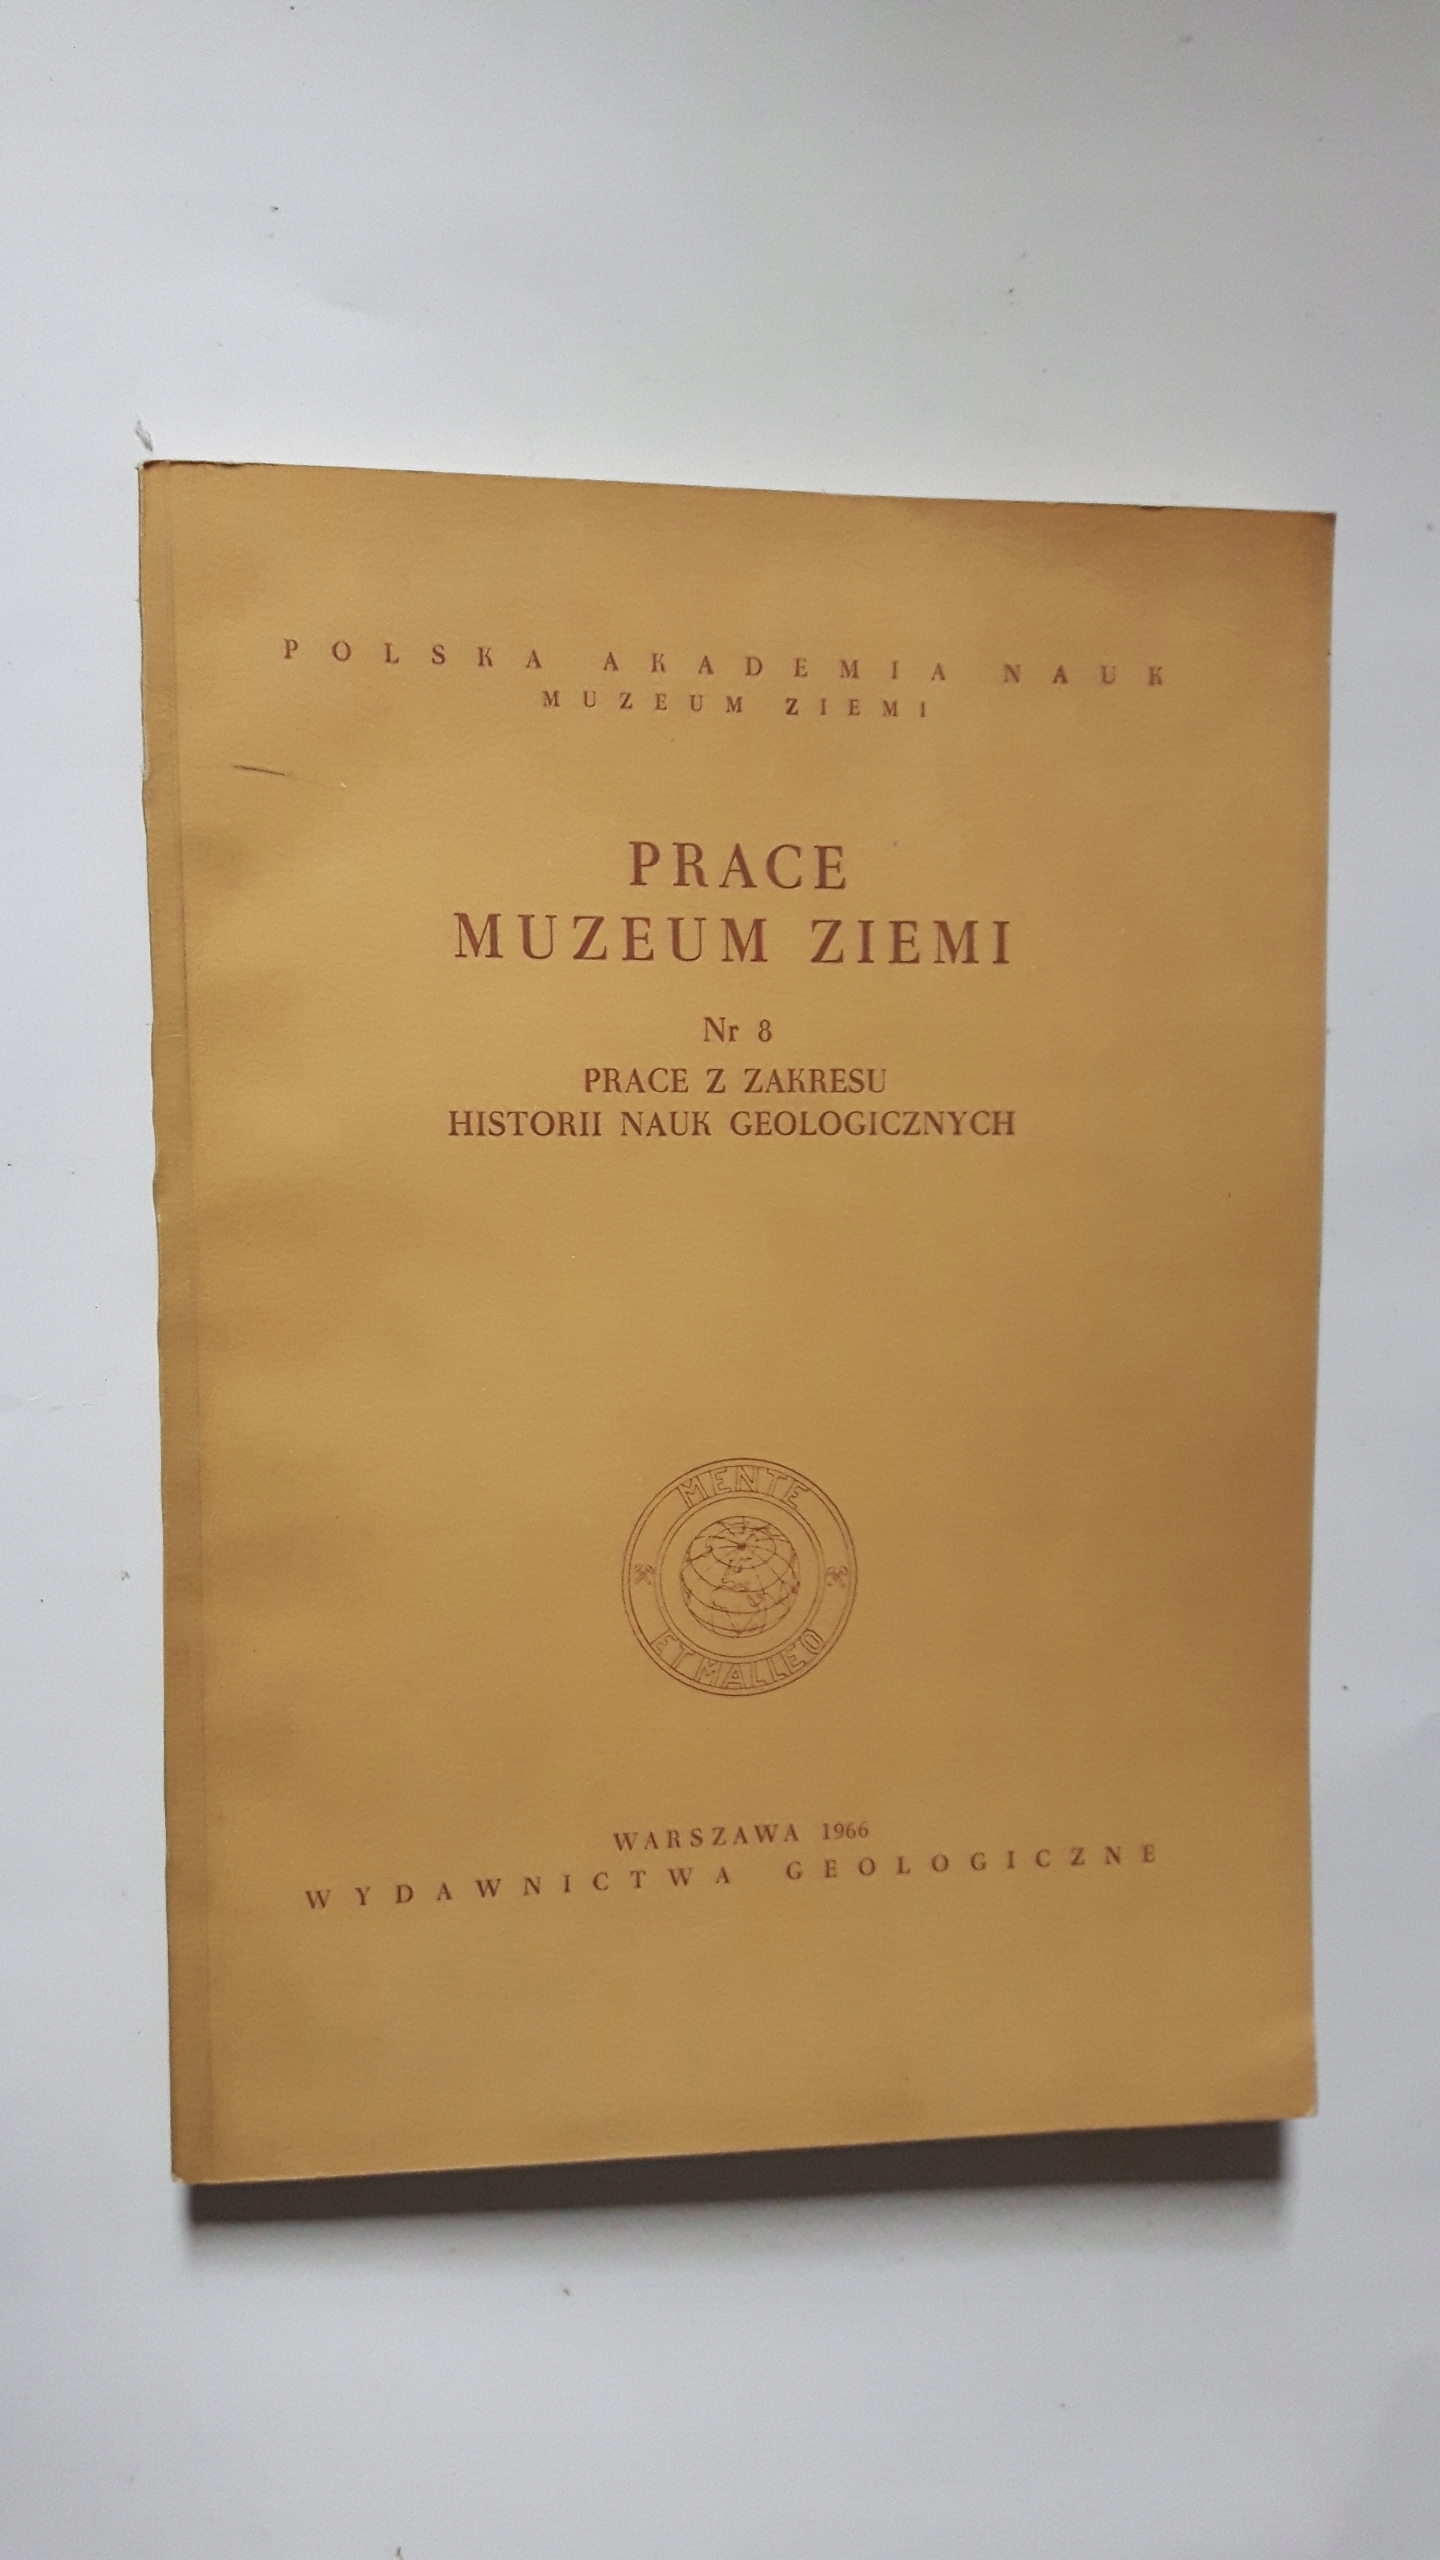 POLSKA AKADEMIA NAUK
MUZEUM ZIEMI
PRACE
MUZEUM ZIEMI
Nr 8
PRACE Z ZAKRESU
HISTORII NAUK GEOLOGICZNYCH
MENTE
ET MALLEO
WARSZAWA 1966
WYDAWNICTWA GEOLOGICZNE